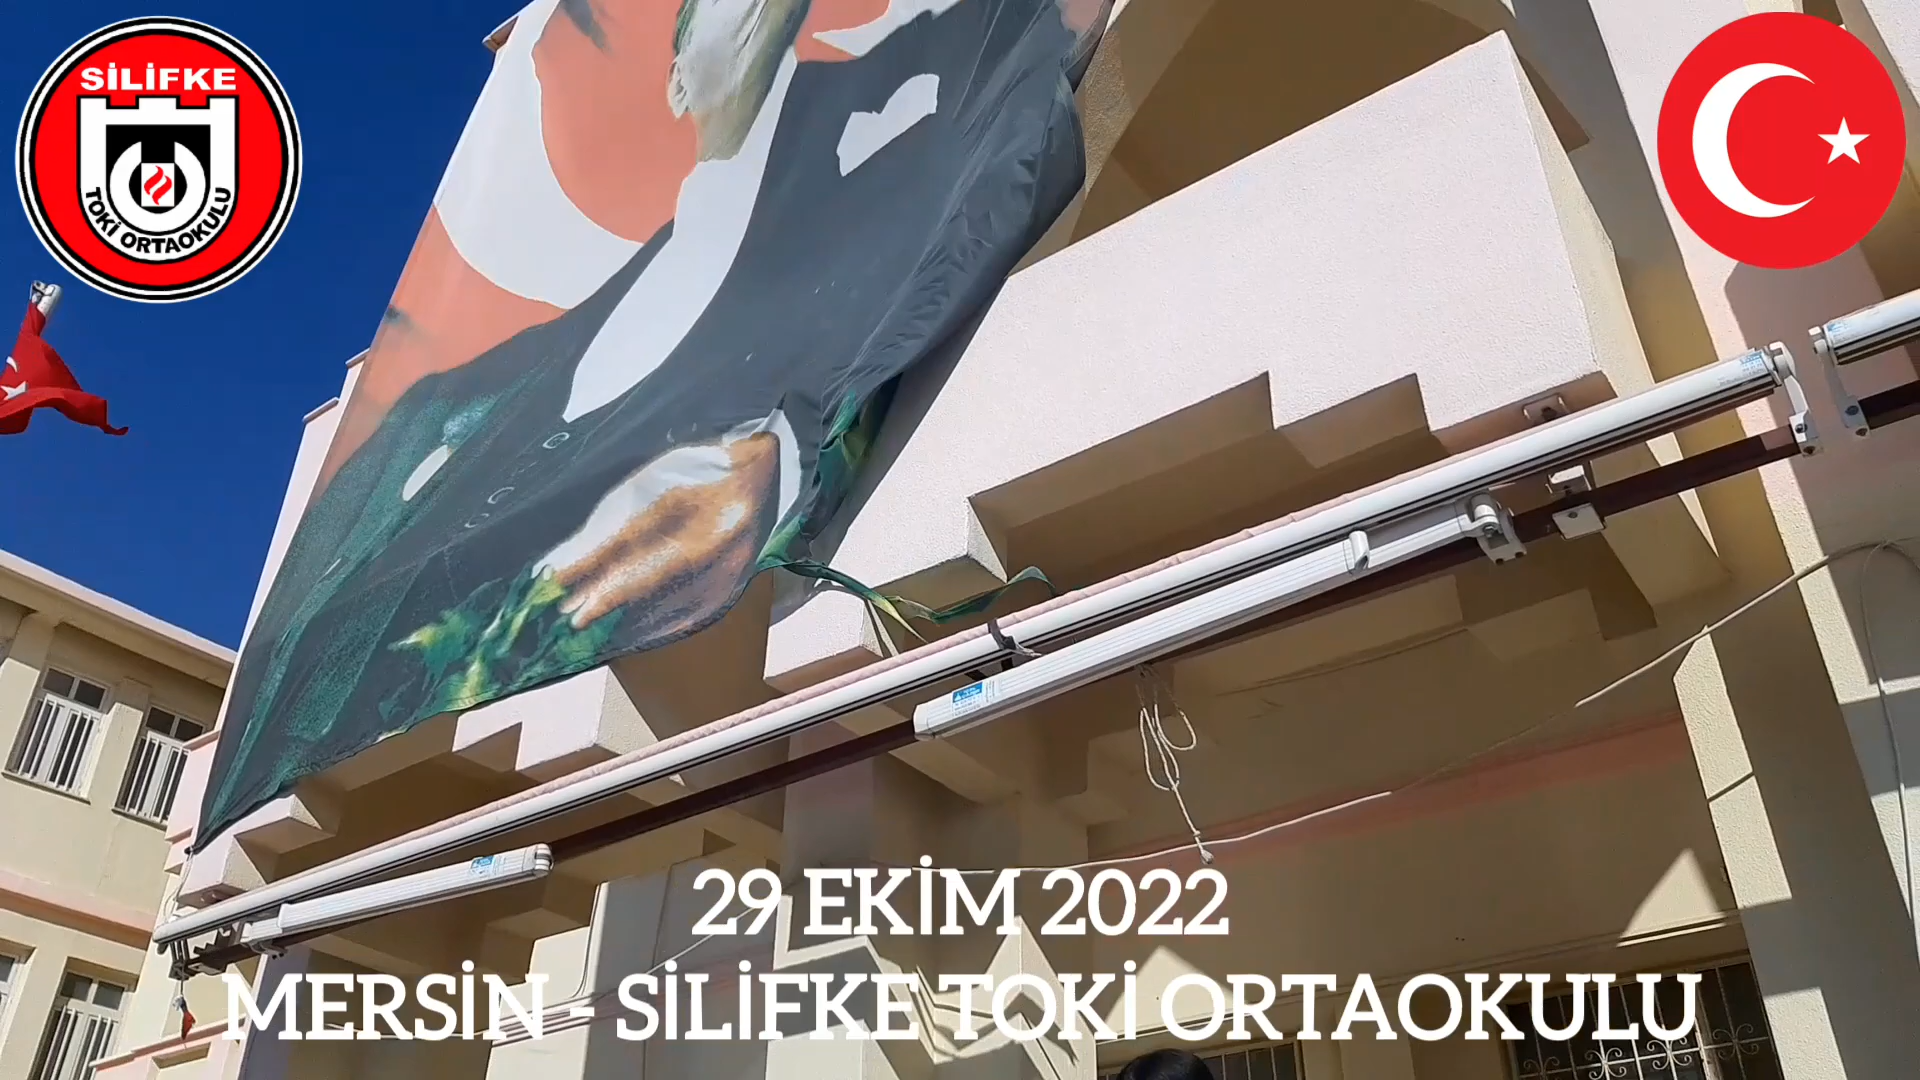 SİLİFKE
TOKİ ORTAOKULU
29 EKİM 2022
MERSİN - SİLİFKE TOKİ ORTAOKULU